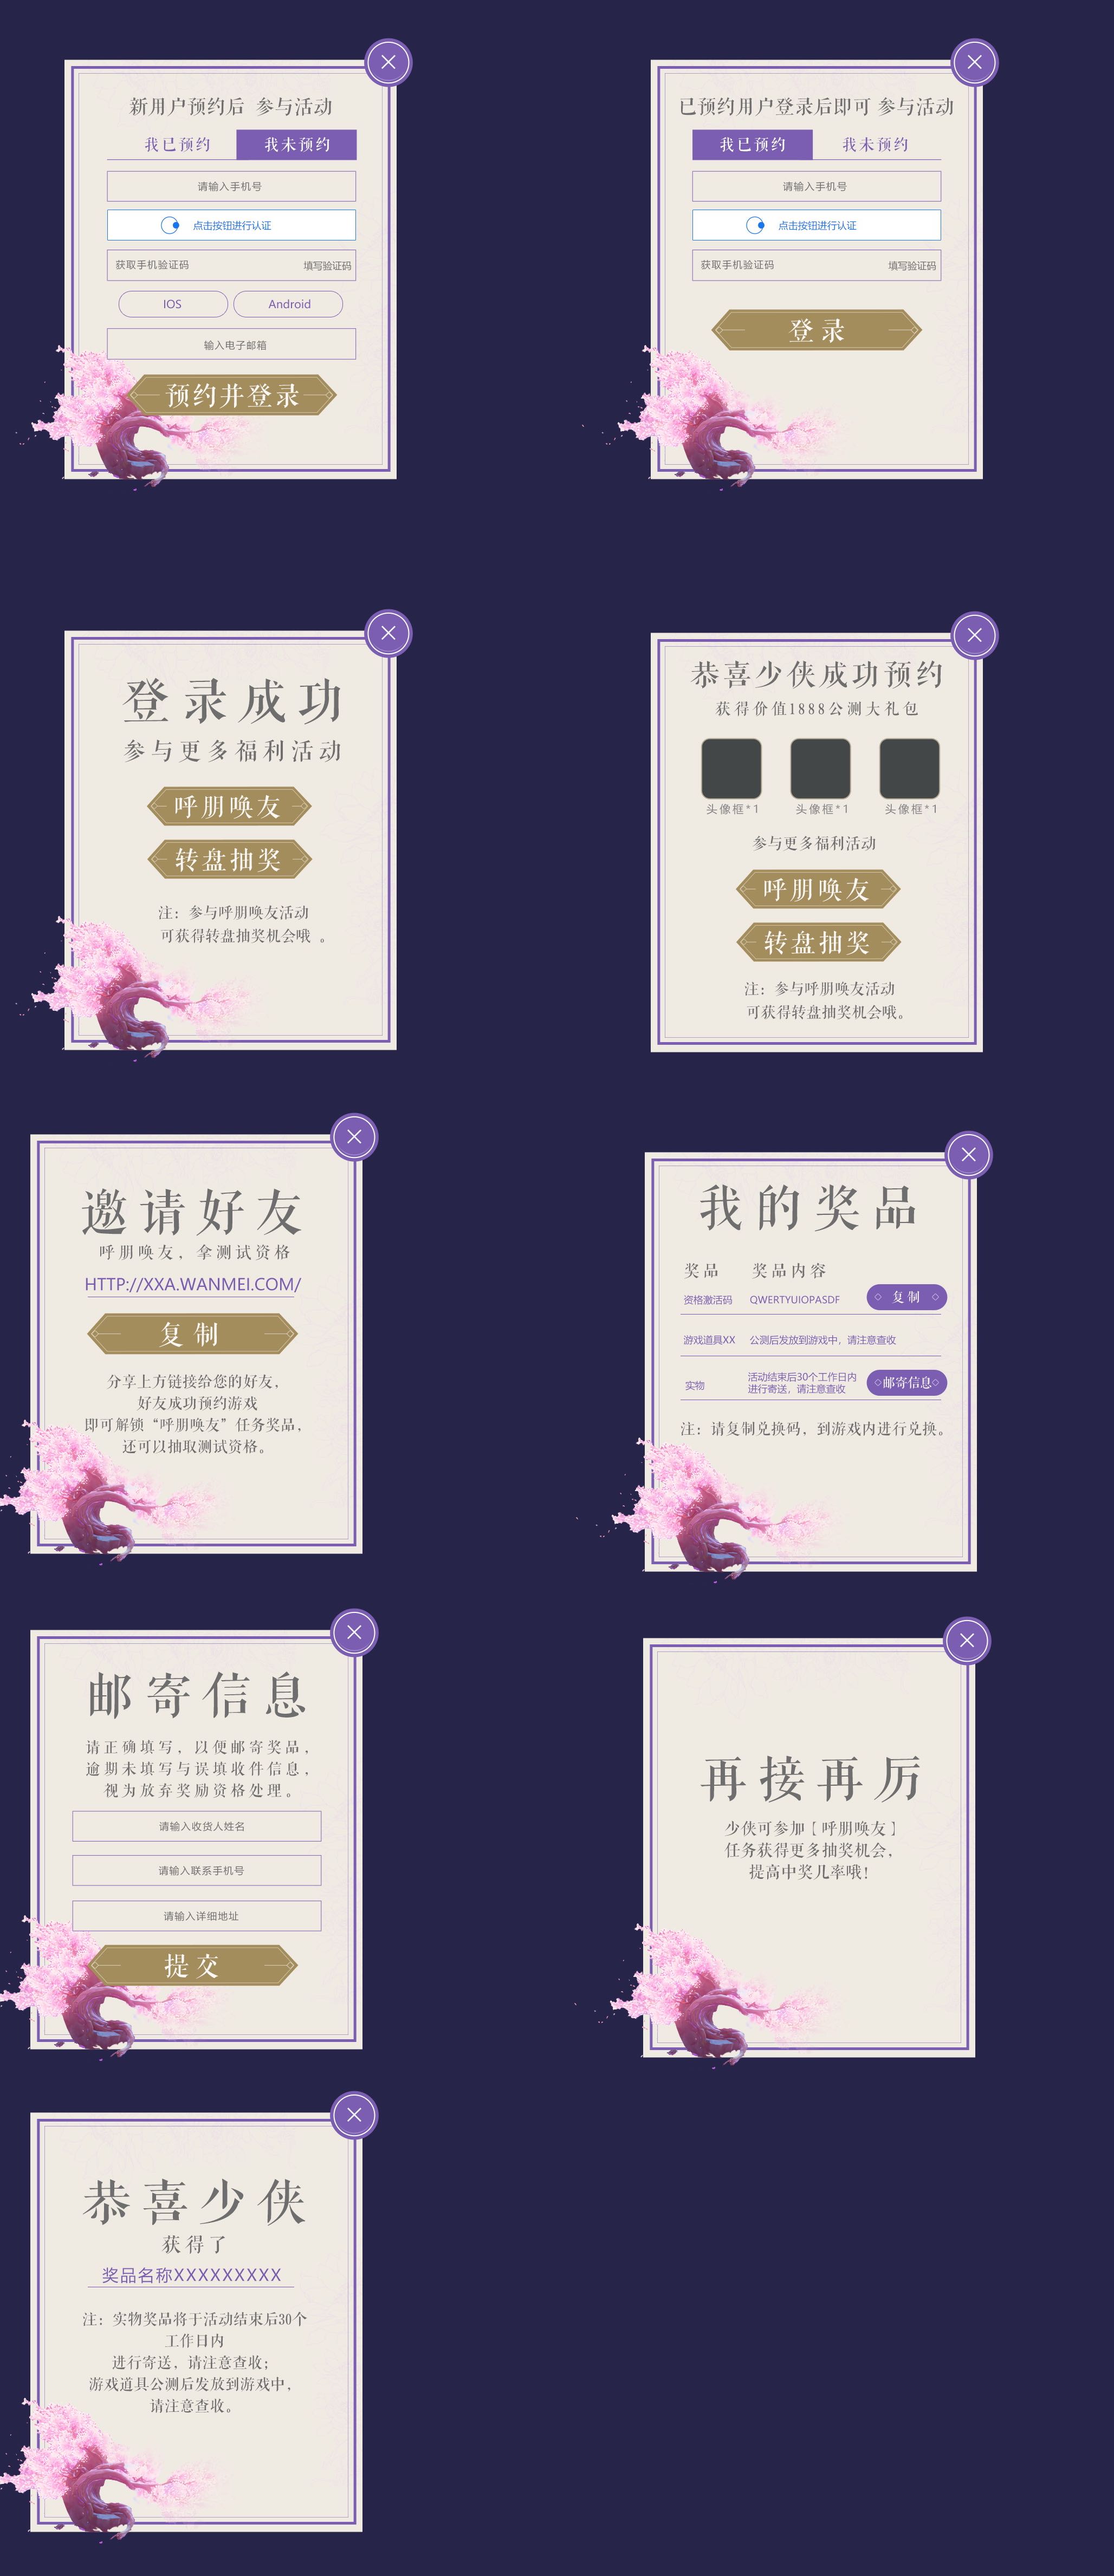 新用户预约后 参与活动
我已预约 我未预约
请输入手机号
点击按钮进行认证
获取手机验证码 填写验证码
IOS Android
输入电子邮箱
预约并登录
已预约用户登录后即可 参与活动
我已预约 我未预约
请输入手机号
点击按钮进行认证
获取手机验证码 填写验证码
登录
登录成功
参与更多福利活动
呼朋唤友
转盘抽奖
注：参与呼朋唤友活动
可获得转盘抽奖机会哦 。
恭喜少侠成功预约
获得价值1888公测大礼包
头像框*1 头像框*1 头像框*1
参与更多福利活动
呼朋唤友
转盘抽奖
注：参与呼朋唤友活动
可获得转盘抽奖机会哦。
邀请好友
呼朋唤友，拿测试资格
HTTP://XXA.WANMEI.COM/
复制
分享上方链接给您的好友，
好友成功预约游戏
即可解锁“呼朋唤友”任务奖品，
还可以抽取测试资格。
我的奖品
奖品 奖品内容
资格激活码 QWERTYUIOPASDF 复制
游戏道具XX 公测后发放到游戏中，请注意查收
实物 活动结束后30个工作日内
进行寄送，请注意查收 邮寄信息
注：请复制兑换码，到游戏内进行兑换。
邮寄信息
请正确填写，以便邮寄奖品，
逾期未填写与误填收件信息，
视为放弃奖励资格处理。
请输入收货人姓名
请输入联系手机号
请输入详细地址
提交
再接再厉
少侠可参加【呼朋唤友】
任务获得更多抽奖机会，
提高中奖几率哦！
恭喜少侠
获得了
奖品名称XXXXXXXXX
注：实物奖品将于活动结束后30个
工作日内
进行寄送，请注意查收；
游戏道具公测后发放到游戏中，
请注意查收。